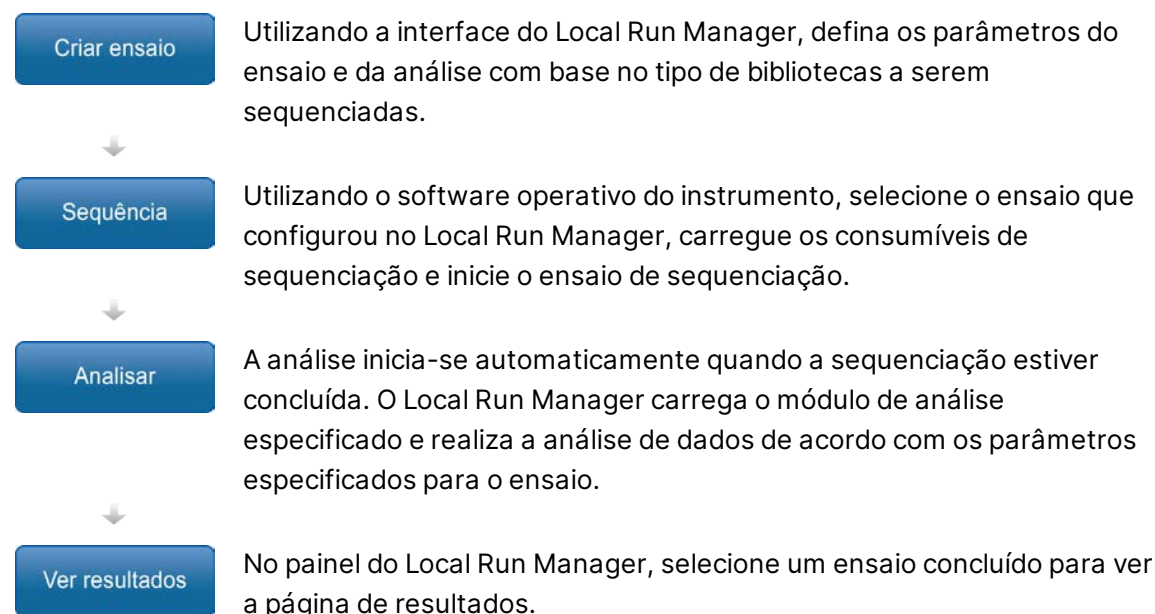 Criar ensaio
Utilizando a interface do Local Run Manager, defina os parâmetros do
ensaio e da análise com base no tipo de bibliotecas a serem
sequenciadas.
Sequência
Utilizando o software operativo do instrumento, selecione o ensaio que
configurou no Local Run Manager, carregue os consumíveis de
sequenciação e inicie o ensaio de sequenciação.
Analisar
A análise inicia-se automaticamente quando a sequenciação estiver
concluída. O Local Run Manager carrega o módulo de análise
especificado e realiza a análise de dados de acordo com os parâmetros
especificados para o ensaio.
Ver resultados
No painel do Local Run Manager, selecione um ensaio concluído para ver
a página de resultados.